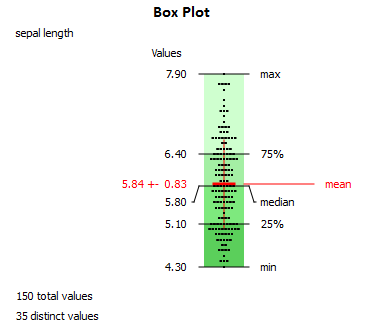 Box Plot
sepal length
Values
7.90 max
6.40 75%
5.84 +- 0.83 mean
5.80 median
5.10 25%
4.30 min
150 total values
35 distinct values